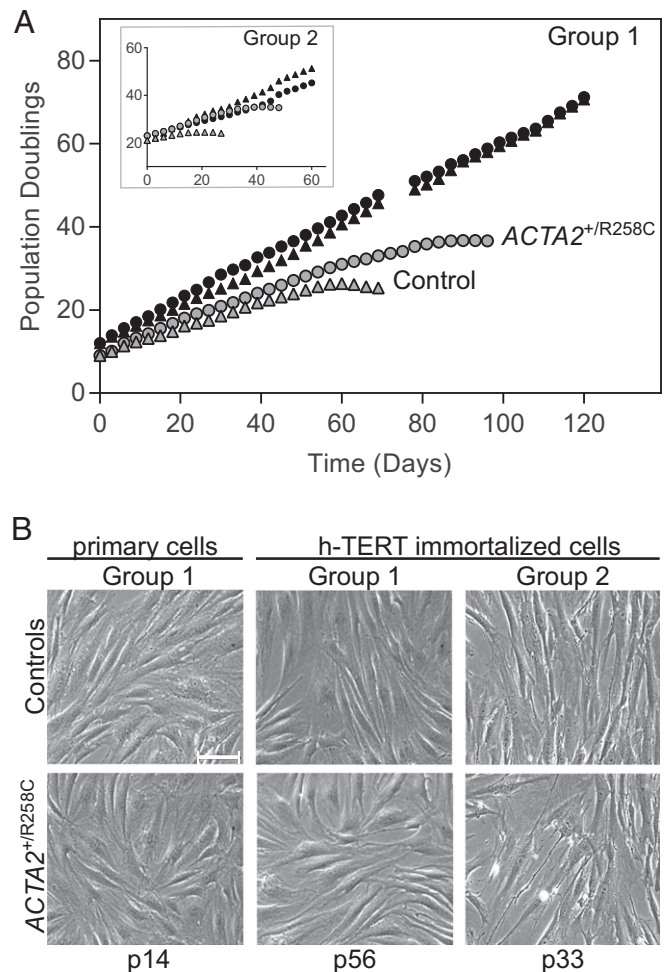 A
Group 1
Group 2
60
40
20
0
20
40
60
80
60
40
20
0
Population Doublings
ACTA2+/R258C
Control
0
20
40
60
80
100
120
Time (Days)
B
primary cells
h-TERT immortalized cells
Group 1
Group 1
Group 2
Controls
ACTA2+/R258C
p14
p56
p33